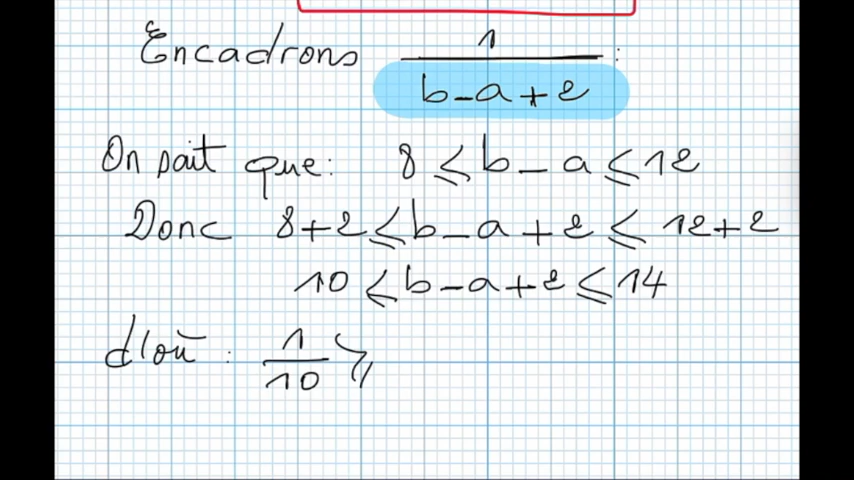 Encadrons 1/(b-a+2) :
On sait que: 8 ≤ b-a ≤ 12
Donc 8+2 ≤ b-a+2 ≤ 12+2
10 ≤ b-a+2 ≤ 14
d'où : 1/10 ≥